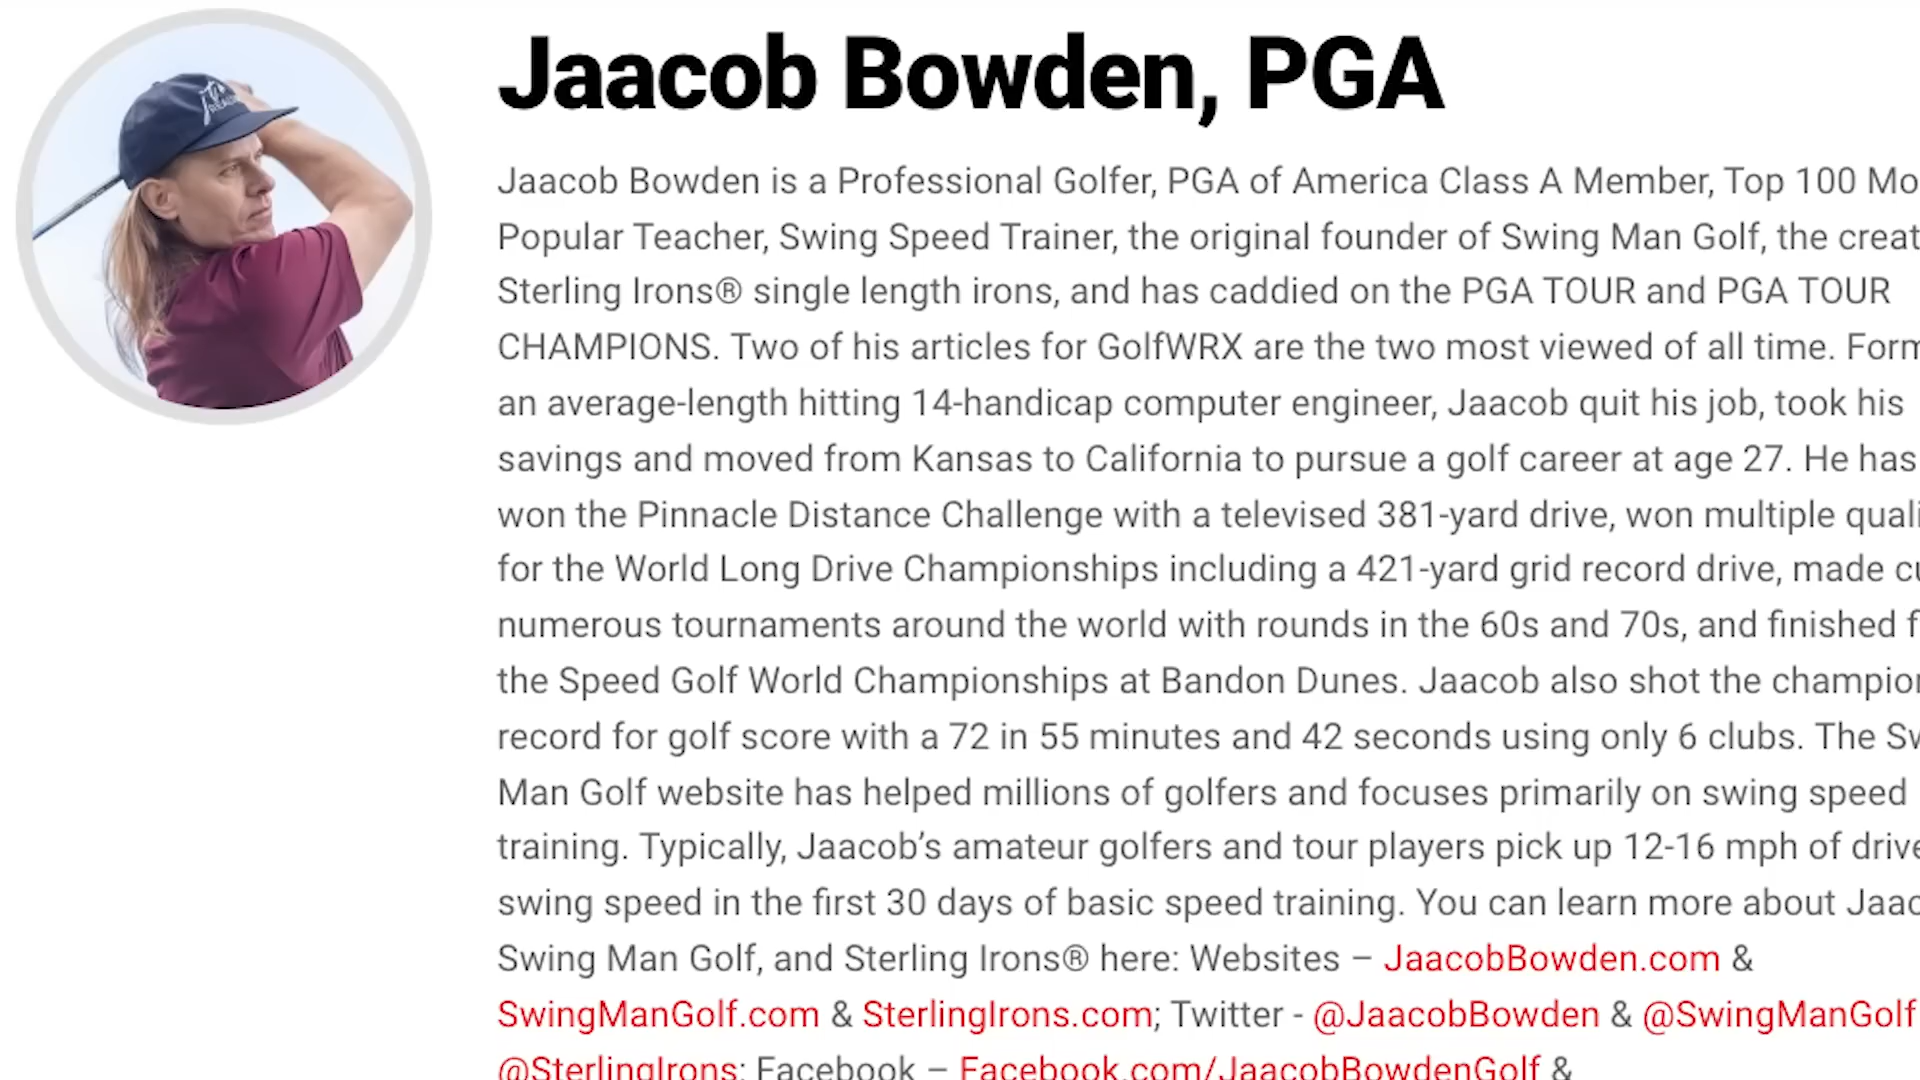 Jaacob Bowden, PGA
Jaacob Bowden is a Professional Golfer, PGA of America Class A Member, Top 100
Popular Teacher, Swing Speed Trainer, the original founder of Swing Man Golf, the
Sterling Irons® single length irons, and has caddied on the PGA TOUR and PGA TOUR
CHAMPIONS. Two of his articles for GolfWRX are the two most viewed of all time.
an average-length hitting 14-handicap computer engineer, Jaacob quit his job, took his
savings and moved from Kansas to California to pursue a golf career at age 27. He has
won the Pinnacle Distance Challenge with a televised 381-yard drive, won multiple
for the World Long Drive Championships including a 421-yard grid record drive, made
numerous tournaments around the world with rounds in the 60s and 70s, and finished
the Speed Golf World Championships at Bandon Dunes. Jaacob also shot the
record for golf score with a 72 in 55 minutes and 42 seconds using only 6 clubs. The
Man Golf website has helped millions of golfers and focuses primarily on swing speed
training. Typically, Jaacob’s amateur golfers and tour players pick up 12-16 mph of
swing speed in the first 30 days of basic speed training. You can learn more about
Swing Man Golf, and Sterling Irons® here: Websites – JaacobBowden.com &
SwingManGolf.com & SterlingIrons.com; Twitter - @JaacobBowden & @SwingManGolf
@SterlingIrons; Facebook – Facebook.com/JaacobBowdenGolf &